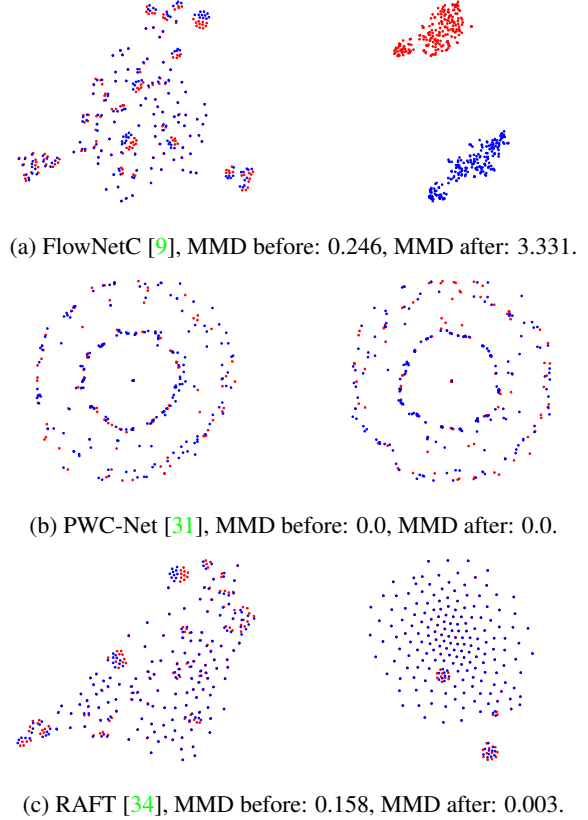 (a) FlowNetC [9], MMD before: 0.246, MMD after: 3.331.
(b) PWC-Net [31], MMD before: 0.0, MMD after: 0.0.
(c) RAFT [34], MMD before: 0.158, MMD after: 0.003.